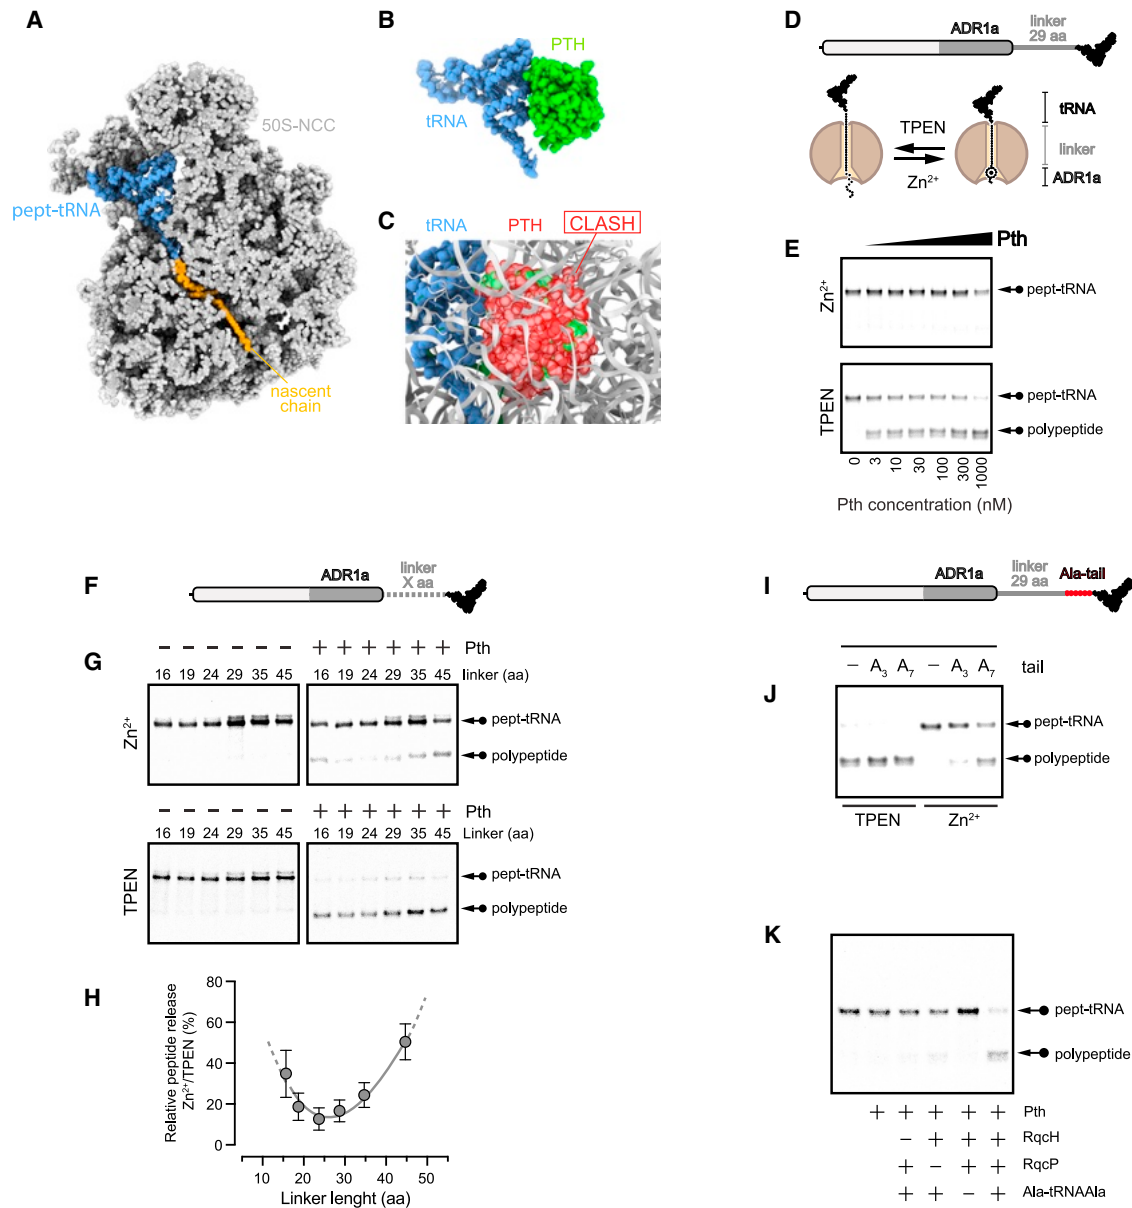 A
50S-NCC
pept-tRNA
nascent
chain
B
PTH
tRNA
C
tRNA PTH CLASH
D
ADR1a
linker
29 aa
TPEN
Zn2+
tRNA
linker
ADR1a
E
Pth
Zn2+
pept-tRNA
TPEN
pept-tRNA
polypeptide
0 3 10 30 100 300 1000
Pth concentration (nM)
F
ADR1a
linker
X aa
G
− − − − − − + + + + + + Pth
16 19 24 29 35 45 16 19 24 29 35 45 linker (aa)
Zn2+
pept-tRNA
polypeptide
− − − − − − + + + + + + Pth
16 19 24 29 35 45 16 19 24 29 35 45 Linker (aa)
TPEN
pept-tRNA
polypeptide
H
Relative peptide release
Zn2+/TPEN (%)
80
60
40
20
0
10 20 30 40 50
Linker lenght (aa)
I
ADR1a
linker
29 aa
Ala-tail
J
− A3 A7 − A3 A7 tail
pept-tRNA
polypeptide
TPEN Zn2+
K
pept-tRNA
polypeptide
+ + + + + Pth
− + + + RqcH
+ − + + RqcP
+ + − + Ala-tRNAAla